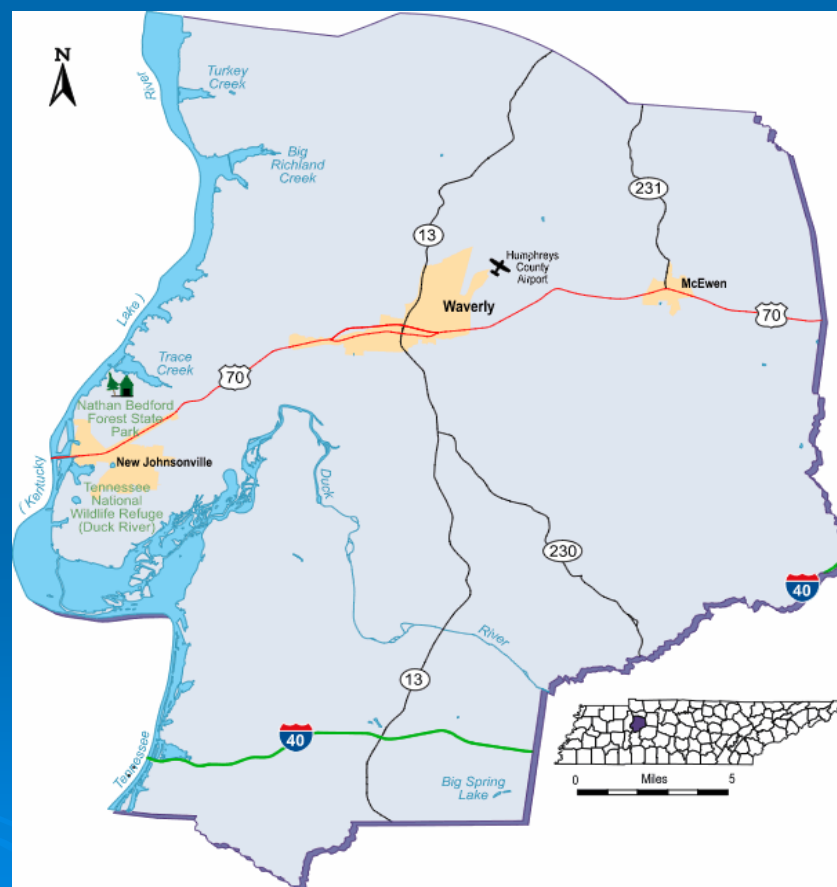 N
River
Turkey
Creek
Big
Richland
Creek
231
13
Humphreys
County
Airport
McEwen
Waverly
70
Lake )
Trace
Creek
70
Nathan Bedford
Forest State
Park
New Johnsonville
( Kentucky
Tennessee
National
Wildlife Refuge
(Duck River)
Duck
230
40
River
13
40
Tennessee
Big Spring
Lake
0 Miles 5